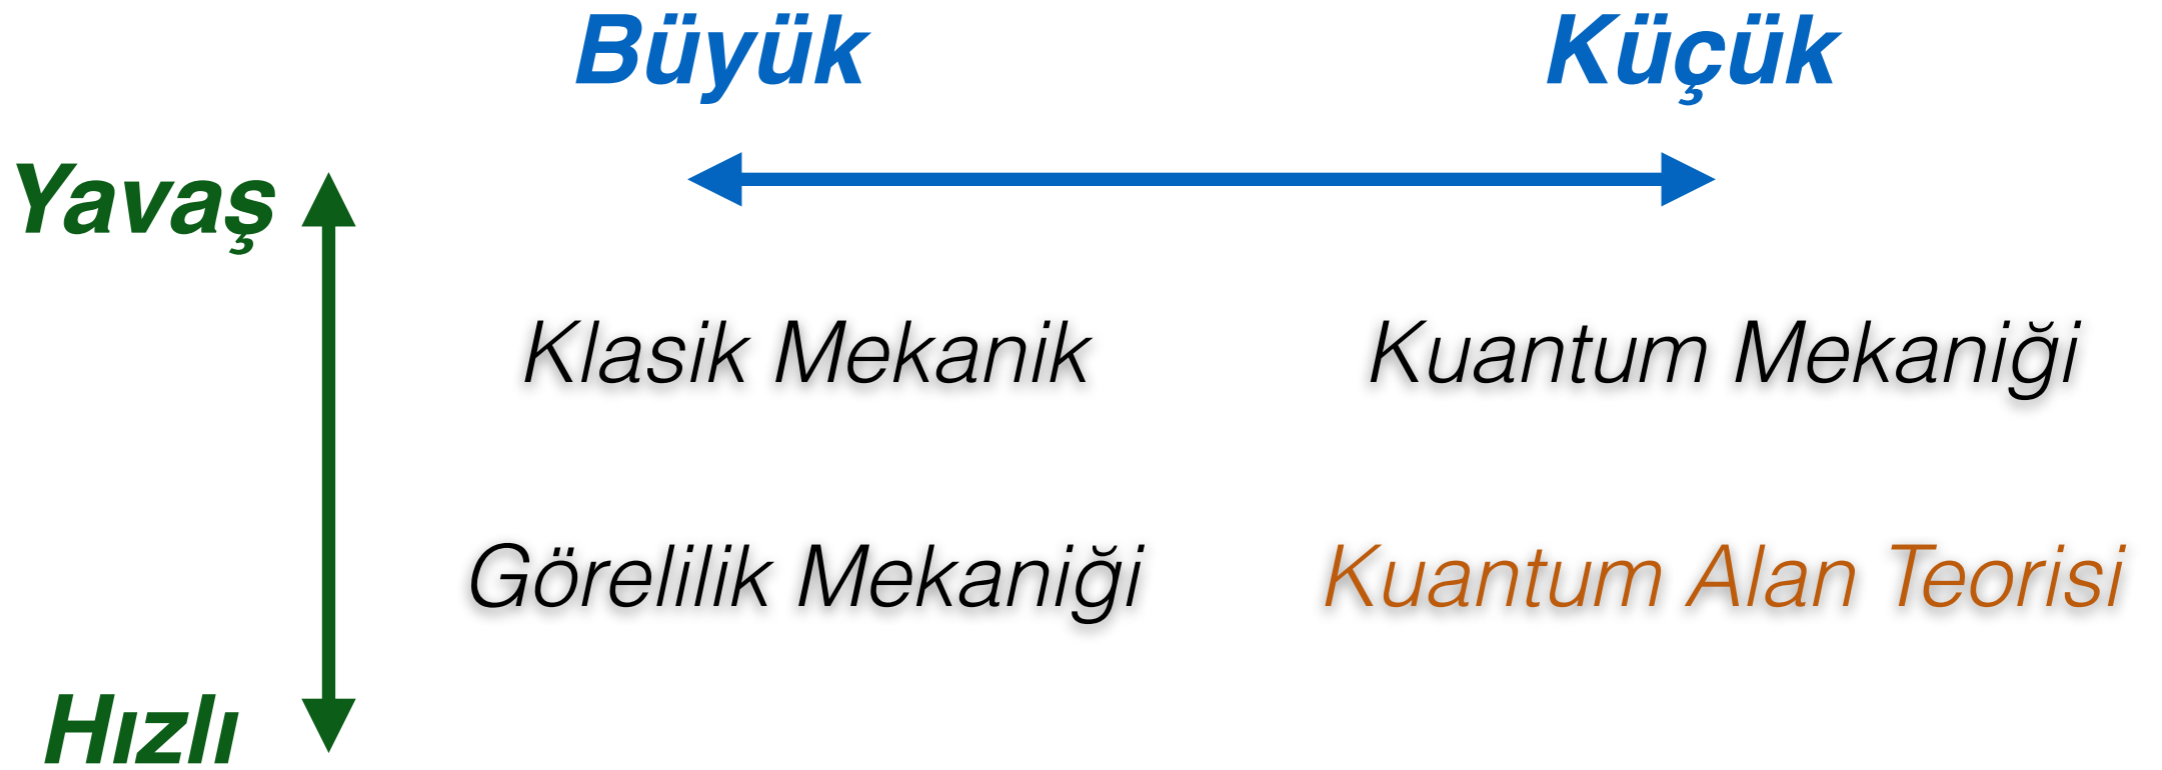 Büyük Küçük
Yavaş
Klasik Mekanik Kuantum Mekaniği
Görelilik Mekaniği Kuantum Alan Teorisi
Hızlı